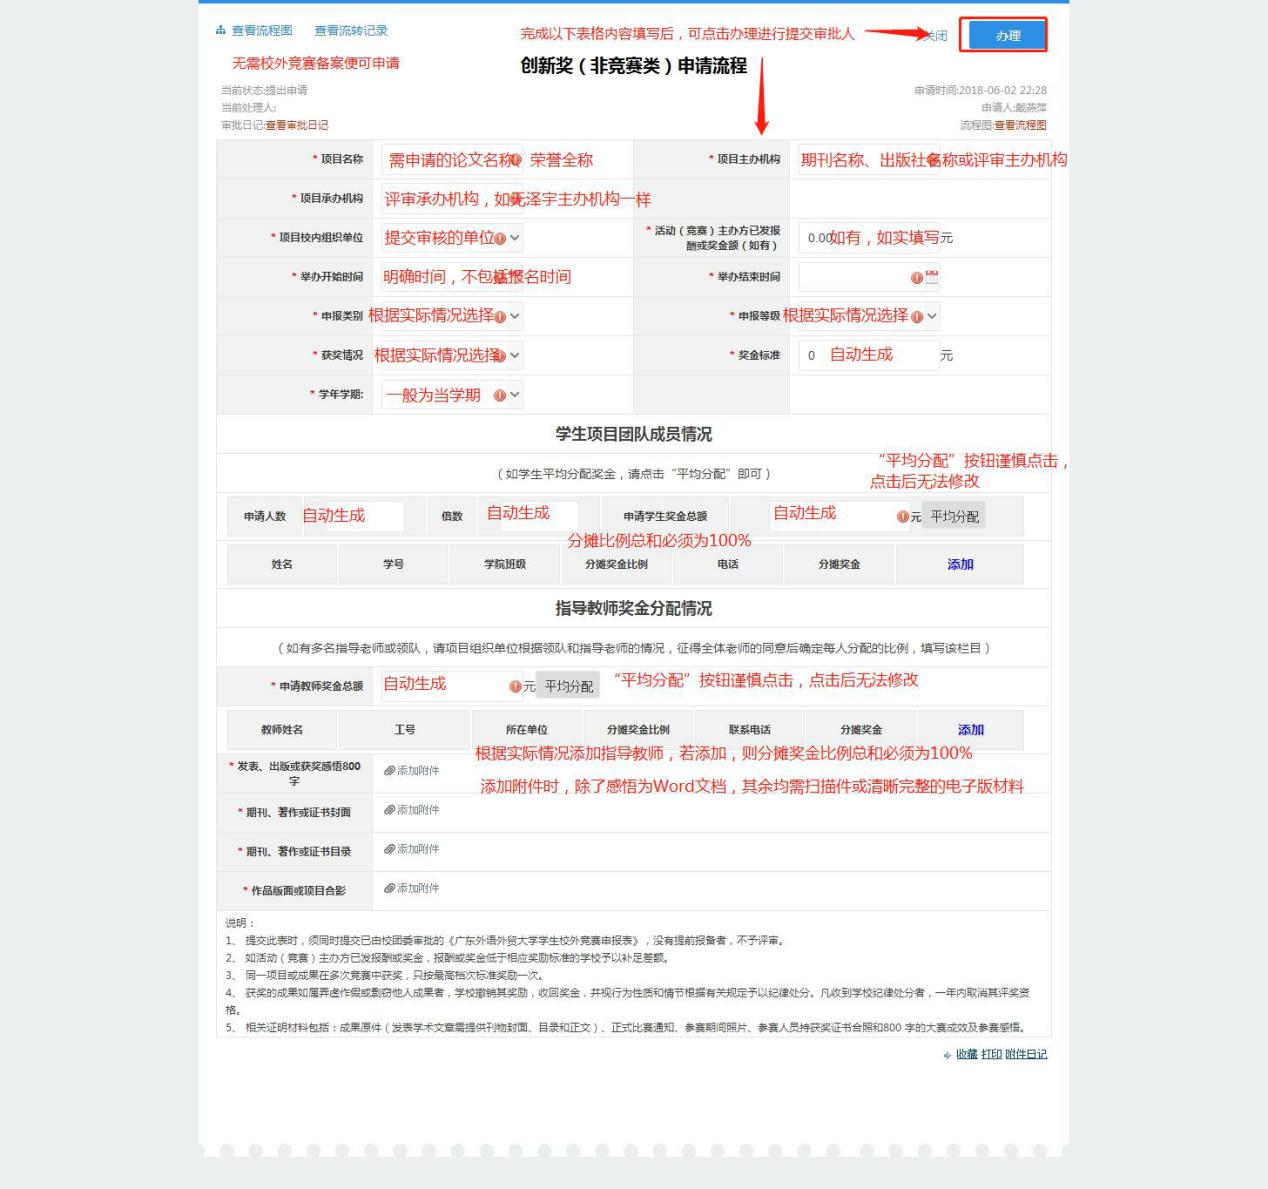 查看流程图 查看流转记录
完成以下表格内容填写后，可点击办理进行提交审批人
关闭 办理
无需校外竞赛备案便可申请
创新奖（非竞赛类）申请流程
当前状态:提出申请 申请时间:2018-06-02 22:28
当前处理人: 申请人:戴燕萍
审批日记:查看审批日记 流程图:查看流程图
* 项目名称 需申请的论文名称、荣誉全称 * 项目主办机构 期刊名称、出版社名称或评审主办机构
* 项目承办机构 评审承办机构，如无泽宇主办机构一样
* 项目校内组织单位 提交审核的单位 * 活动（竞赛）主办方已发报酬或奖金额（如有） 0.00如有，如实填写元
* 举办开始时间 明确时间，不包括报名时间 * 举办结束时间
* 申报类别 根据实际情况选择 * 申报等级 根据实际情况选择
* 获奖情况 根据实际情况选择 * 奖金标准 0 自动生成 元
* 学年学期: 一般为当学期
学生项目团队成员情况
（如学生平均分配奖金，请点击“平均分配”即可）
“平均分配”按钮谨慎点击，
点击后无法修改
申请人数 自动生成 倍数 自动生成 申请学生奖金总额 自动生成 元 平均分配
分摊比例总和必须为100%
姓名 学号 学院班级 分摊奖金比例 电话 分摊奖金 添加
指导教师奖金分配情况
（如有多名指导老师或领队，请项目组织单位根据领队和指导老师的情况，征得全体老师的同意后确定每人分配的比例，填写该栏目）
* 申请教师奖金总额 自动生成 元 平均分配 “平均分配”按钮谨慎点击，点击后无法修改
教师姓名 工号 所在单位 分摊奖金比例 联系电话 分摊奖金 添加
根据实际情况添加指导教师，若添加，则分摊奖金比例总和必须为100%
* 发表、出版或获奖感悟800字 添加附件
添加附件时，除了感悟为Word文档，其余均需扫描件或清晰完整的电子版材料
* 期刊、著作或证书封面 添加附件
* 期刊、著作或证书目录 添加附件
* 作品版面或项目合影 添加附件
说明：
1、 提交此表时，须同时提交已由校团委审批的《广东外语外贸大学学生校外竞赛申报表》，没有提前报备者，不予评审。
2、 如活动（竞赛）主办方已发报酬或奖金，报酬或奖金低于相应奖励标准的学校予以补足差额。
3、 同一项目或成果在多次竞赛中获奖，只按最高档次标准奖励一次。
4、 获奖的成果如属弄虚作假或剽窃他人成果者，学校撤销其奖励，收回奖金，并视行为性质和情节根据有关规定予以纪律处分。凡收到学校纪律处分者，一年内取消其评奖资
格。
5、 相关证明材料包括：成果原件（发表学术文章需提供刊物封面、目录和正文）、正式比赛通知、参赛期间照片、参赛人员持获奖证书合照和800 字的大赛成效及参赛感悟。
收藏 打印 附件日记